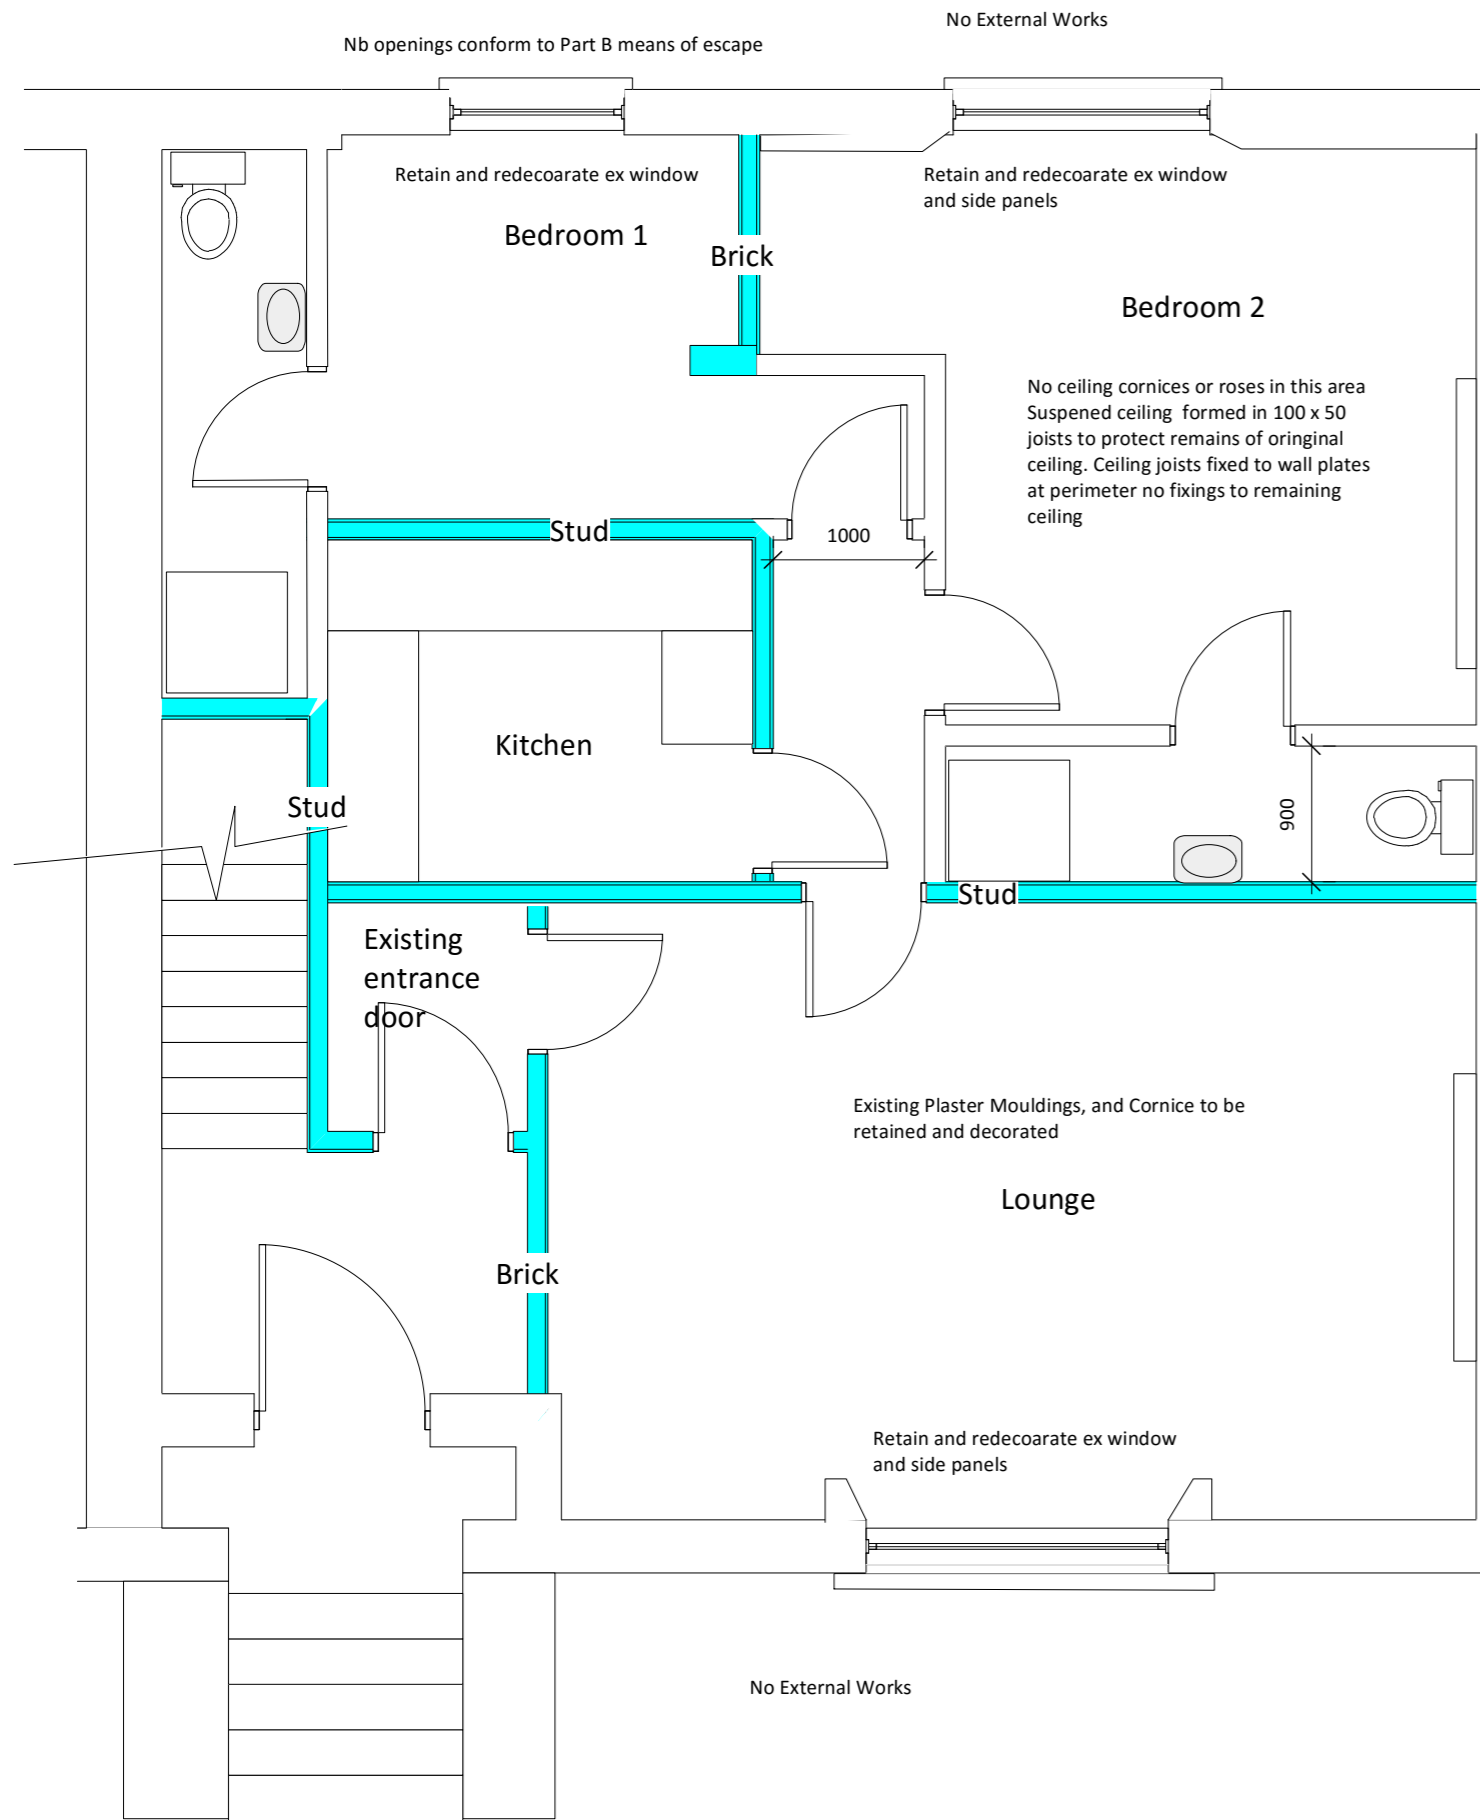 No External Works
Nb openings conform to Part B means of escape
Retain and redecoarate ex window
Retain and redecoarate ex window
and side panels
Bedroom 1
Brick
Bedroom 2
No ceiling cornices or roses in this area
Suspened ceiling formed in 100 x 50
joists to protect remains of oringinal
ceiling. Ceiling joists fixed to wall plates
at perimeter no fixings to remaining
ceiling
Stud
1000
Kitchen
Stud
900
Stud
Existing
entrance
door
Existing Plaster Mouldings, and Cornice to be
retained and decorated
Lounge
Brick
Retain and redecoarate ex window
and side panels
No External Works